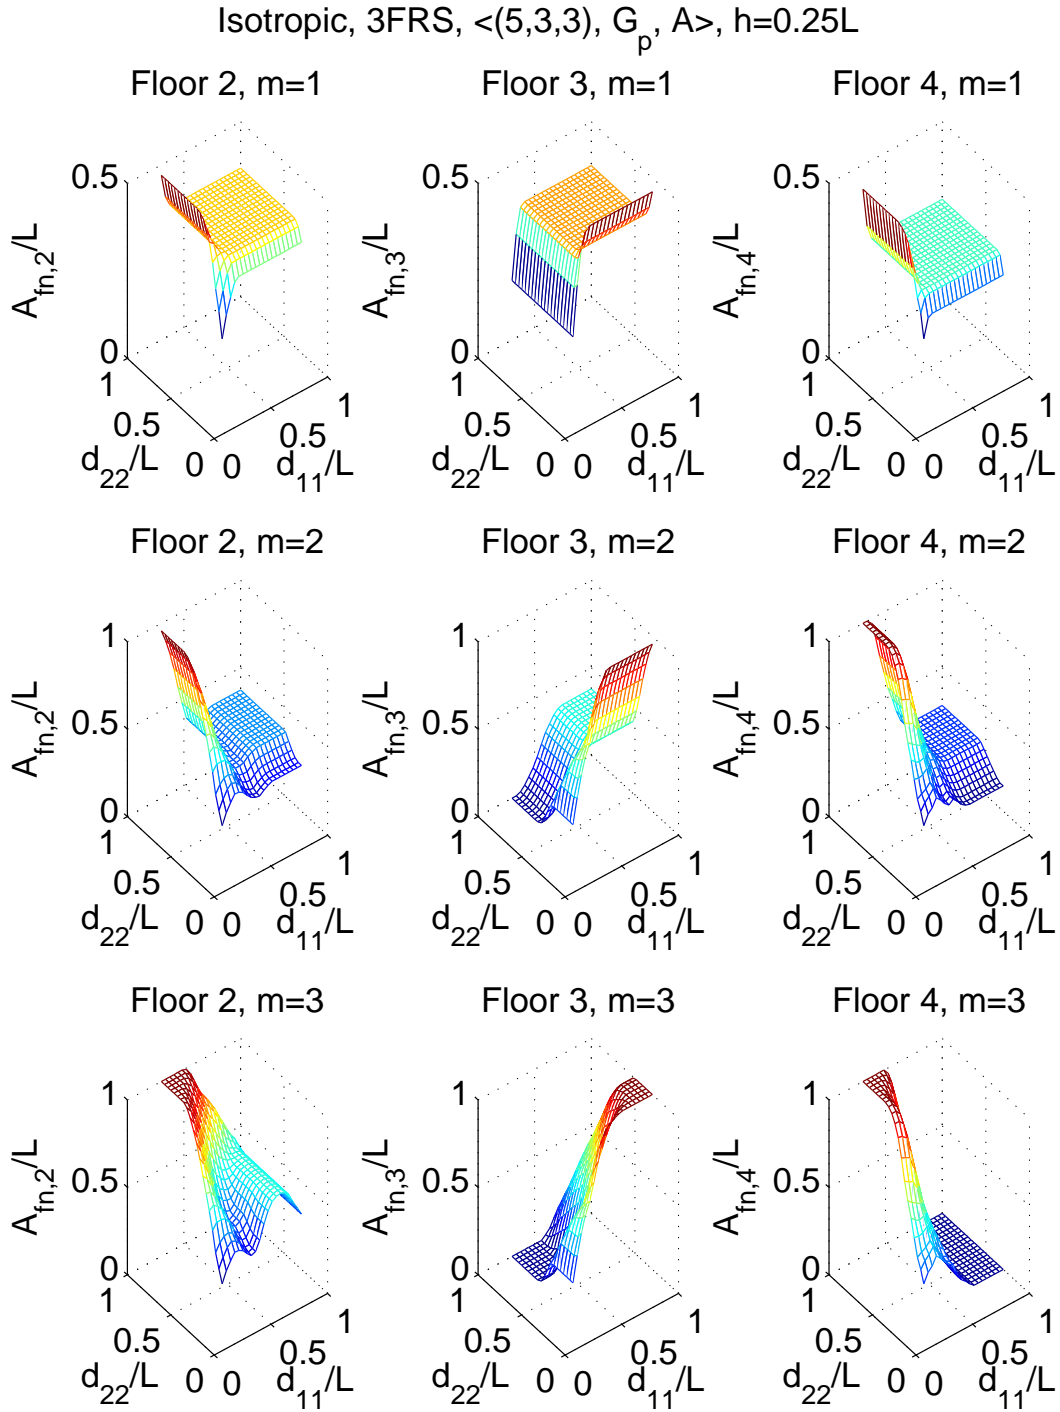 Isotropic, 3FRS, <(5,3,3), G_p, A>, h=0.25L
Floor 2, m=1
Floor 3, m=1
Floor 4, m=1
A_fn,2/L
0.5
0
1
0.5
0
d_22/L
0
0.5
1
d_11/L
A_fn,3/L
0.5
0
1
0.5
0
d_22/L
0
0.5
1
d_11/L
A_fn,4/L
0.5
0
1
0.5
0
d_22/L
0
0.5
1
d_11/L
Floor 2, m=2
Floor 3, m=2
Floor 4, m=2
A_fn,2/L
1
0.5
0
1
0.5
0
d_22/L
0
0.5
1
d_11/L
A_fn,3/L
1
0.5
0
1
0.5
0
d_22/L
0
0.5
1
d_11/L
A_fn,4/L
1
0.5
0
1
0.5
0
d_22/L
0
0.5
1
d_11/L
Floor 2, m=3
Floor 3, m=3
Floor 4, m=3
A_fn,2/L
1
0.5
0
1
0.5
0
d_22/L
0
0.5
1
d_11/L
A_fn,3/L
1
0.5
0
1
0.5
0
d_22/L
0
0.5
1
d_11/L
A_fn,4/L
1
0.5
0
1
0.5
0
d_22/L
0
0.5
1
d_11/L